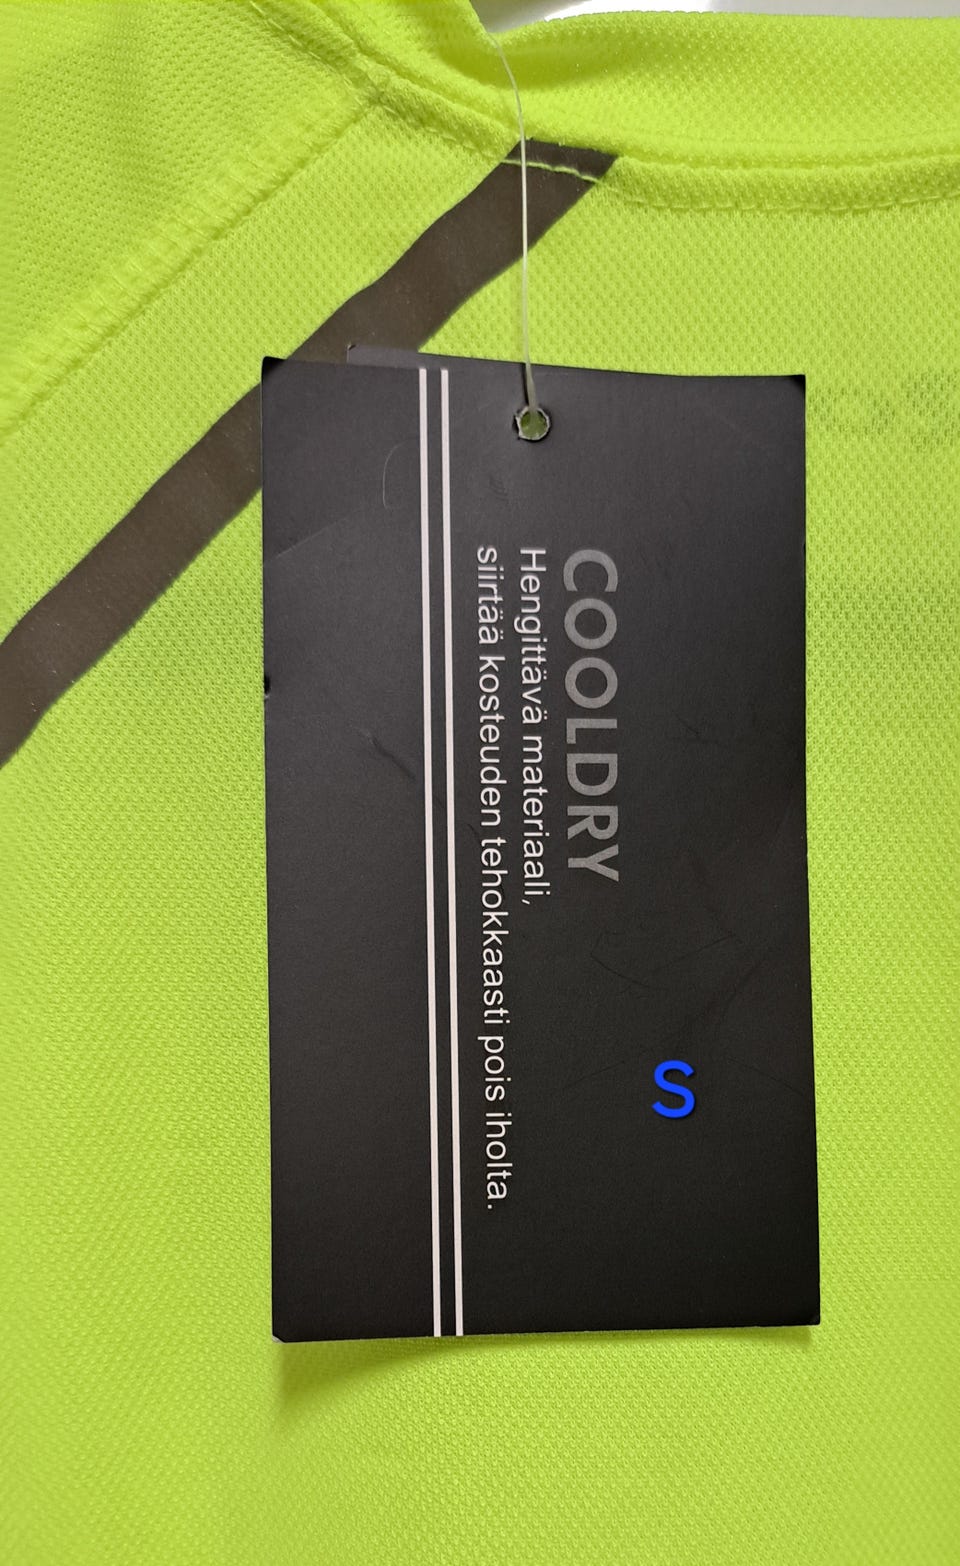 COOLDRY
Hengittävä materiaali,
siirtää kosteuden tehokkaasti pois iholta.
S